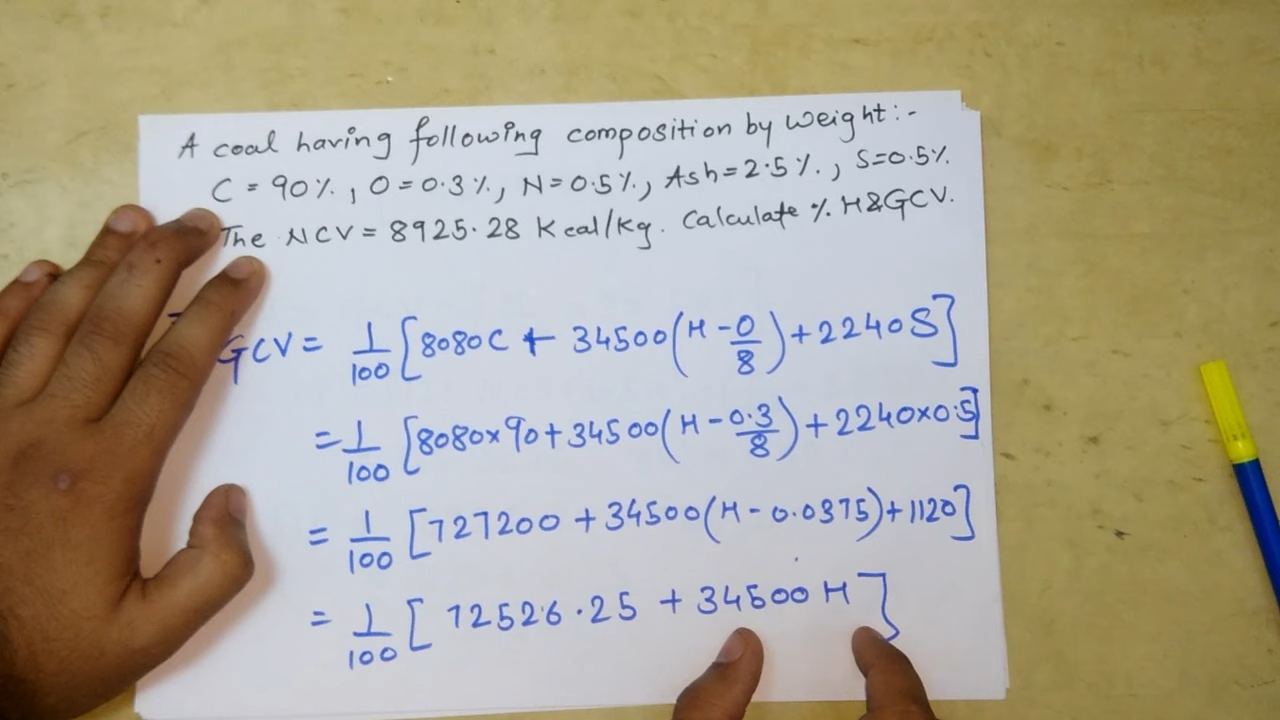 A coal having following composition by weight:-
C = 90%, O = 0.3%, N = 0.5%, Ash = 2.5%, S = 0.5%.
The NCV = 8925.28 Kcal/Kg. Calculate % H & GCV.
GCV = 1/100 [8080C + 34500(H - O/8) + 2240S]
= 1/100 [8080×90 + 34500(H - 0.3/8) + 2240×0.5]
= 1/100 [727200 + 34500(H - 0.0375) + 1120]
= 1/100 [72526.25 + 34500H]